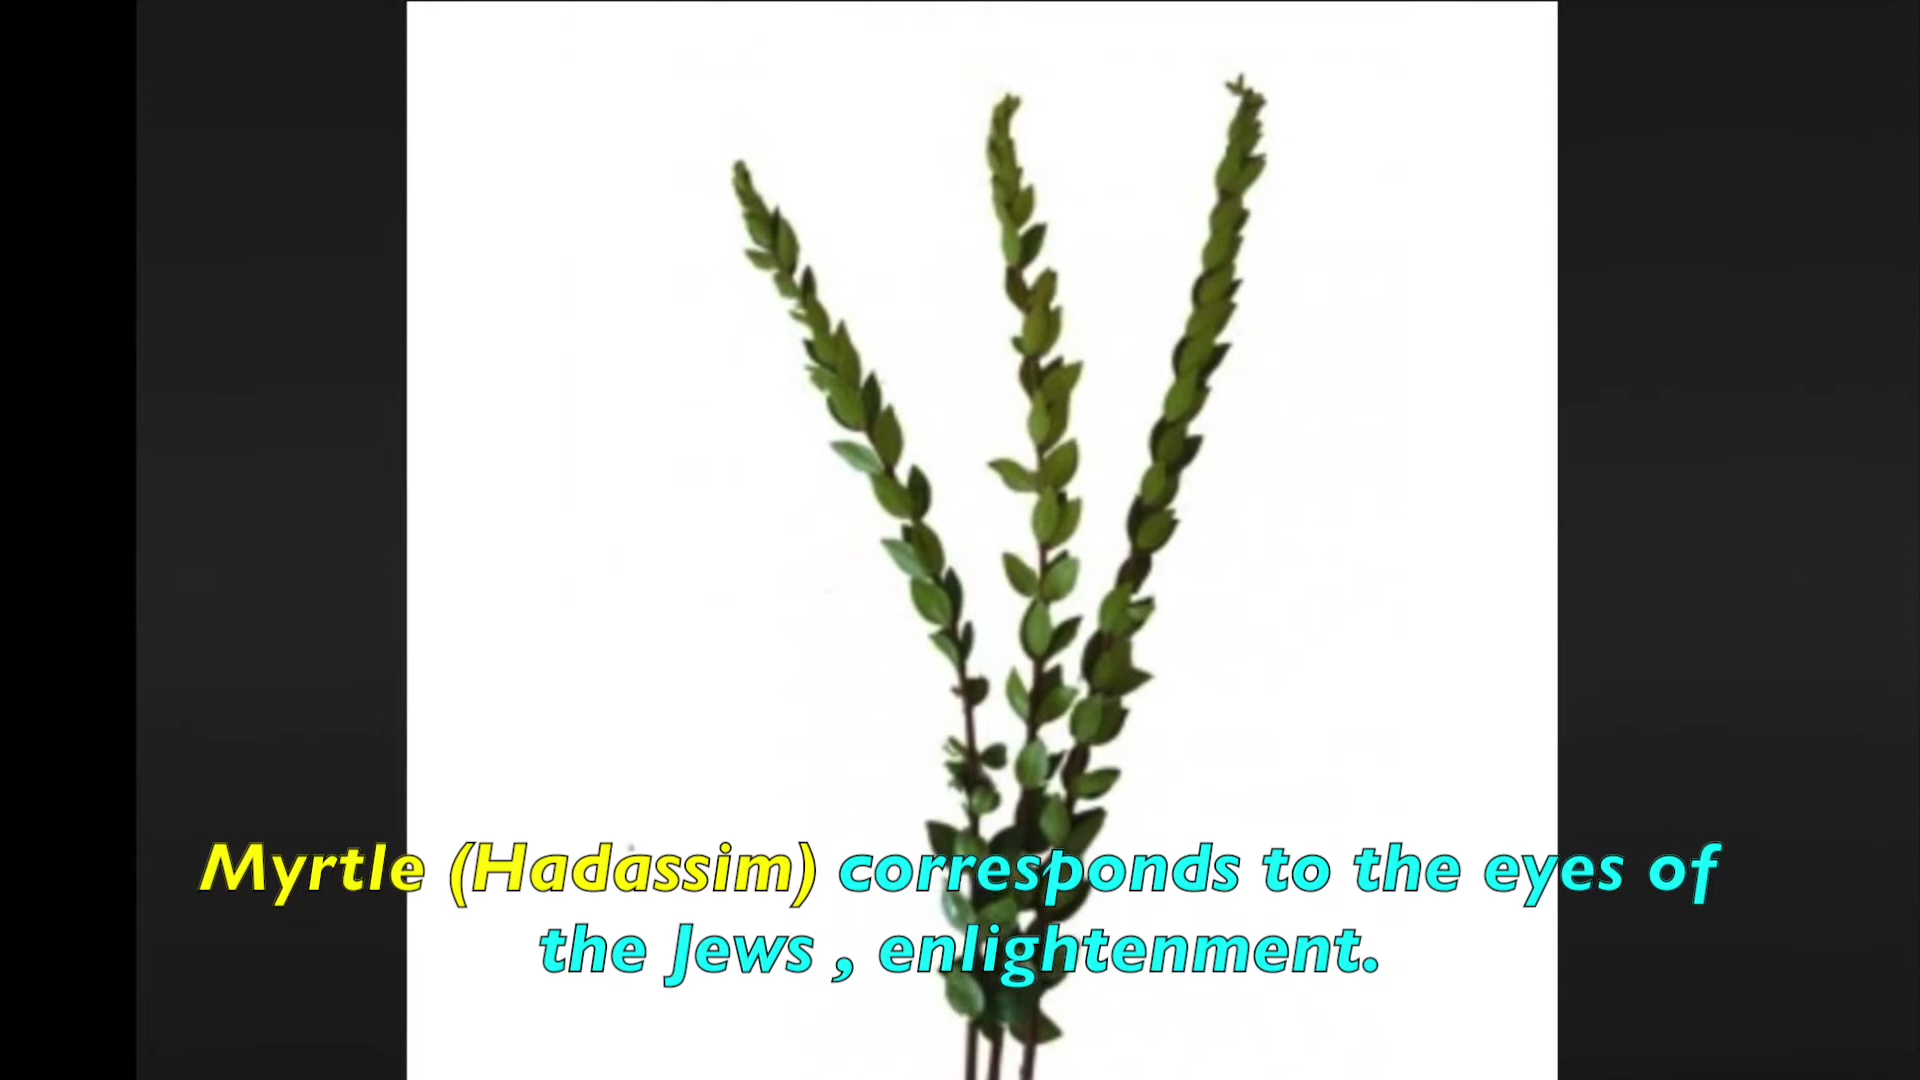 Myrtle (Hadassim) corresponds to the eyes of
the Jews , enlightenment.